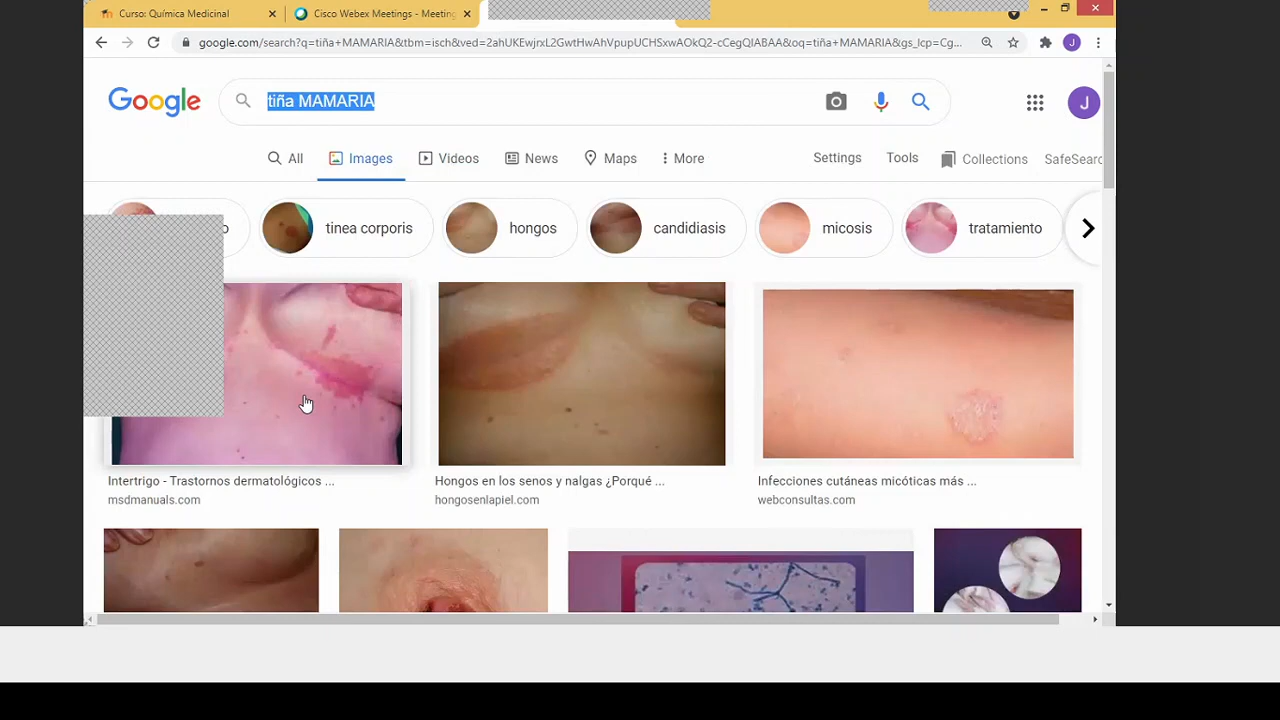 Curso: Química Medicinal
Cisco Webex Meetings - Meeting
google.com/search?q=tiña+MAMARIA&tbm=isch&ved=2ahUKEwjrxL2GwtHwAhVpupUCHSxwAOkQ2-cCegQIABAA&oq=tiña+MAMARIA&gs_lcp=Cg...
Google
tiña MAMARIA
J
All
Images
Videos
News
Maps
More
Settings
Tools
Collections
SafeSearc
tinea corporis
hongos
candidiasis
micosis
tratamiento
Intertrigo - Trastornos dermatológicos ...
msdmanuals.com
Hongos en los senos y nalgas ¿Porqué ...
hongosenlapiel.com
Infecciones cutáneas micóticas más ...
webconsultas.com